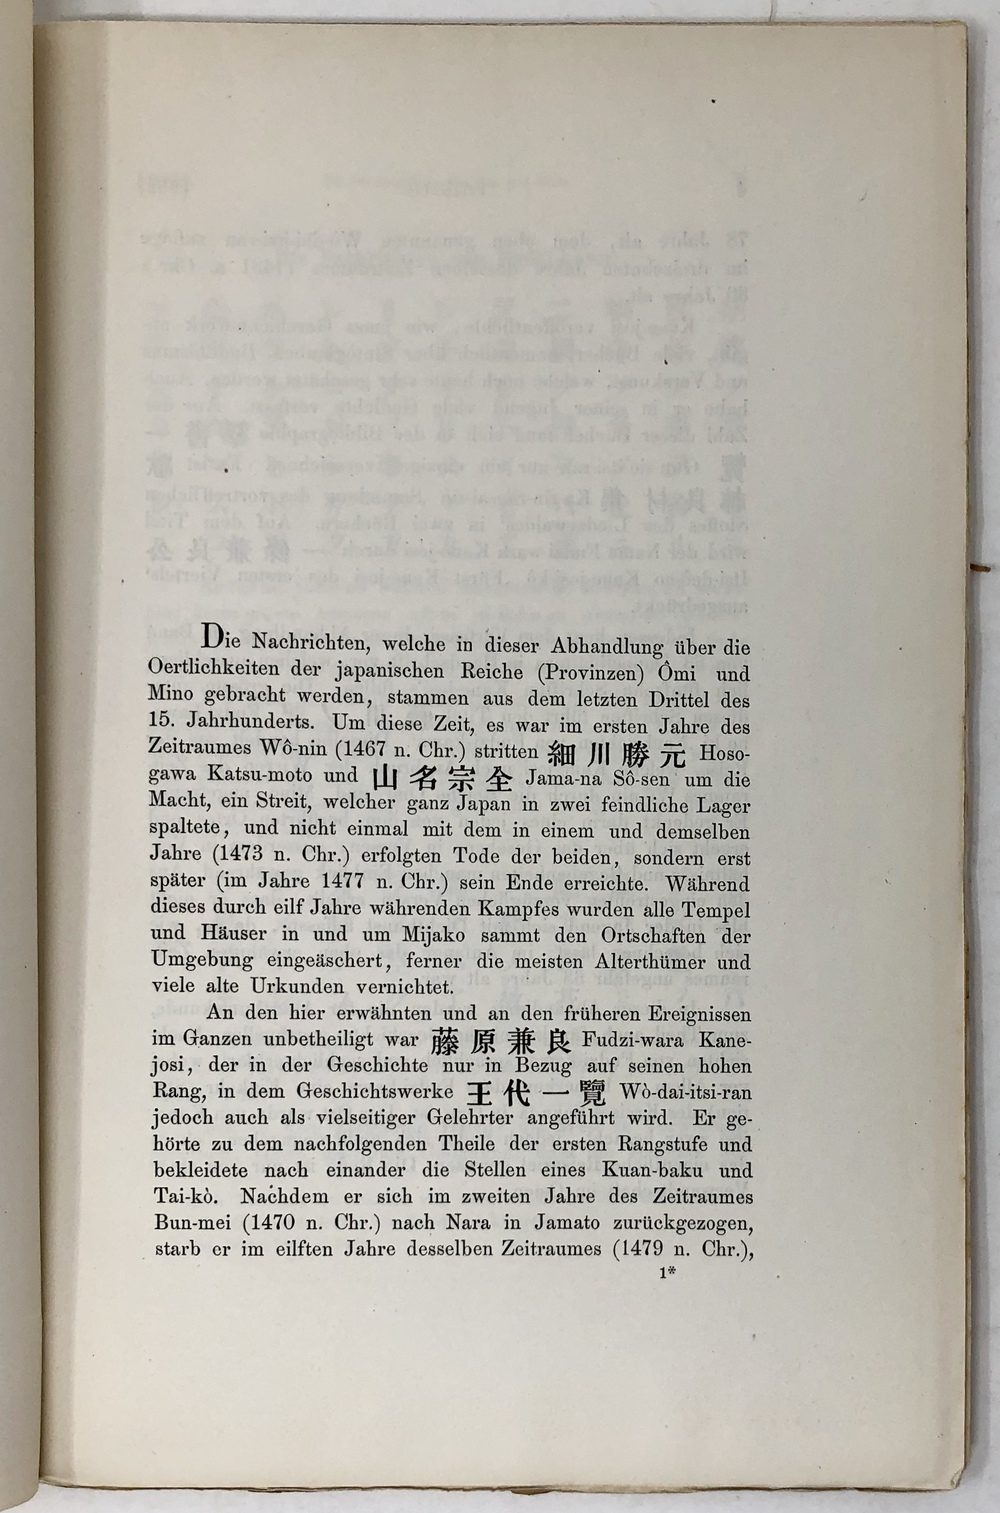 Die Nachrichten, welche in dieser Abhandlung über die
Oertlichkeiten der japanischen Reiche (Provinzen) Ômi und
Mino gebracht werden, stammen aus dem letzten Drittel des
15. Jahrhunderts. Um diese Zeit, es war im ersten Jahre des
Zeitraumes Wô-nin (1467 n. Chr.) stritten 細川勝元 Hoso-
gawa Katsu-moto und 山名宗全 Jama-na Sô-sen um die
Macht, ein Streit, welcher ganz Japan in zwei feindliche Lager
spaltete, und nicht einmal mit dem in einem und demselben
Jahre (1473 n. Chr.) erfolgten Tode der beiden, sondern erst
später (im Jahre 1477 n. Chr.) sein Ende erreichte. Während
dieses durch eilf Jahre währenden Kampfes wurden alle Tempel
und Häuser in und um Mijako sammt den Ortschaften der
Umgebung eingeäschert, ferner die meisten Alterthümer und
viele alte Urkunden vernichtet.
An den hier erwähnten und an den früheren Ereignissen
im Ganzen unbetheiligt war 藤原兼良 Fudzi-wara Kane-
josi, der in der Geschichte nur in Bezug auf seinen hohen
Rang, in dem Geschichtswerke 王代一覽 Wò-dai-itsi-ran
jedoch auch als vielseitiger Gelehrter angeführt wird. Er ge-
hörte zu dem nachfolgenden Theile der ersten Rangstufe und
bekleidete nach einander die Stellen eines Kuan-baku und
Tai-kò. Nachdem er sich im zweiten Jahre des Zeitraumes
Bun-mei (1470 n. Chr.) nach Nara in Jamato zurückgezogen,
starb er im eilften Jahre desselben Zeitraumes (1479 n. Chr.),
1*